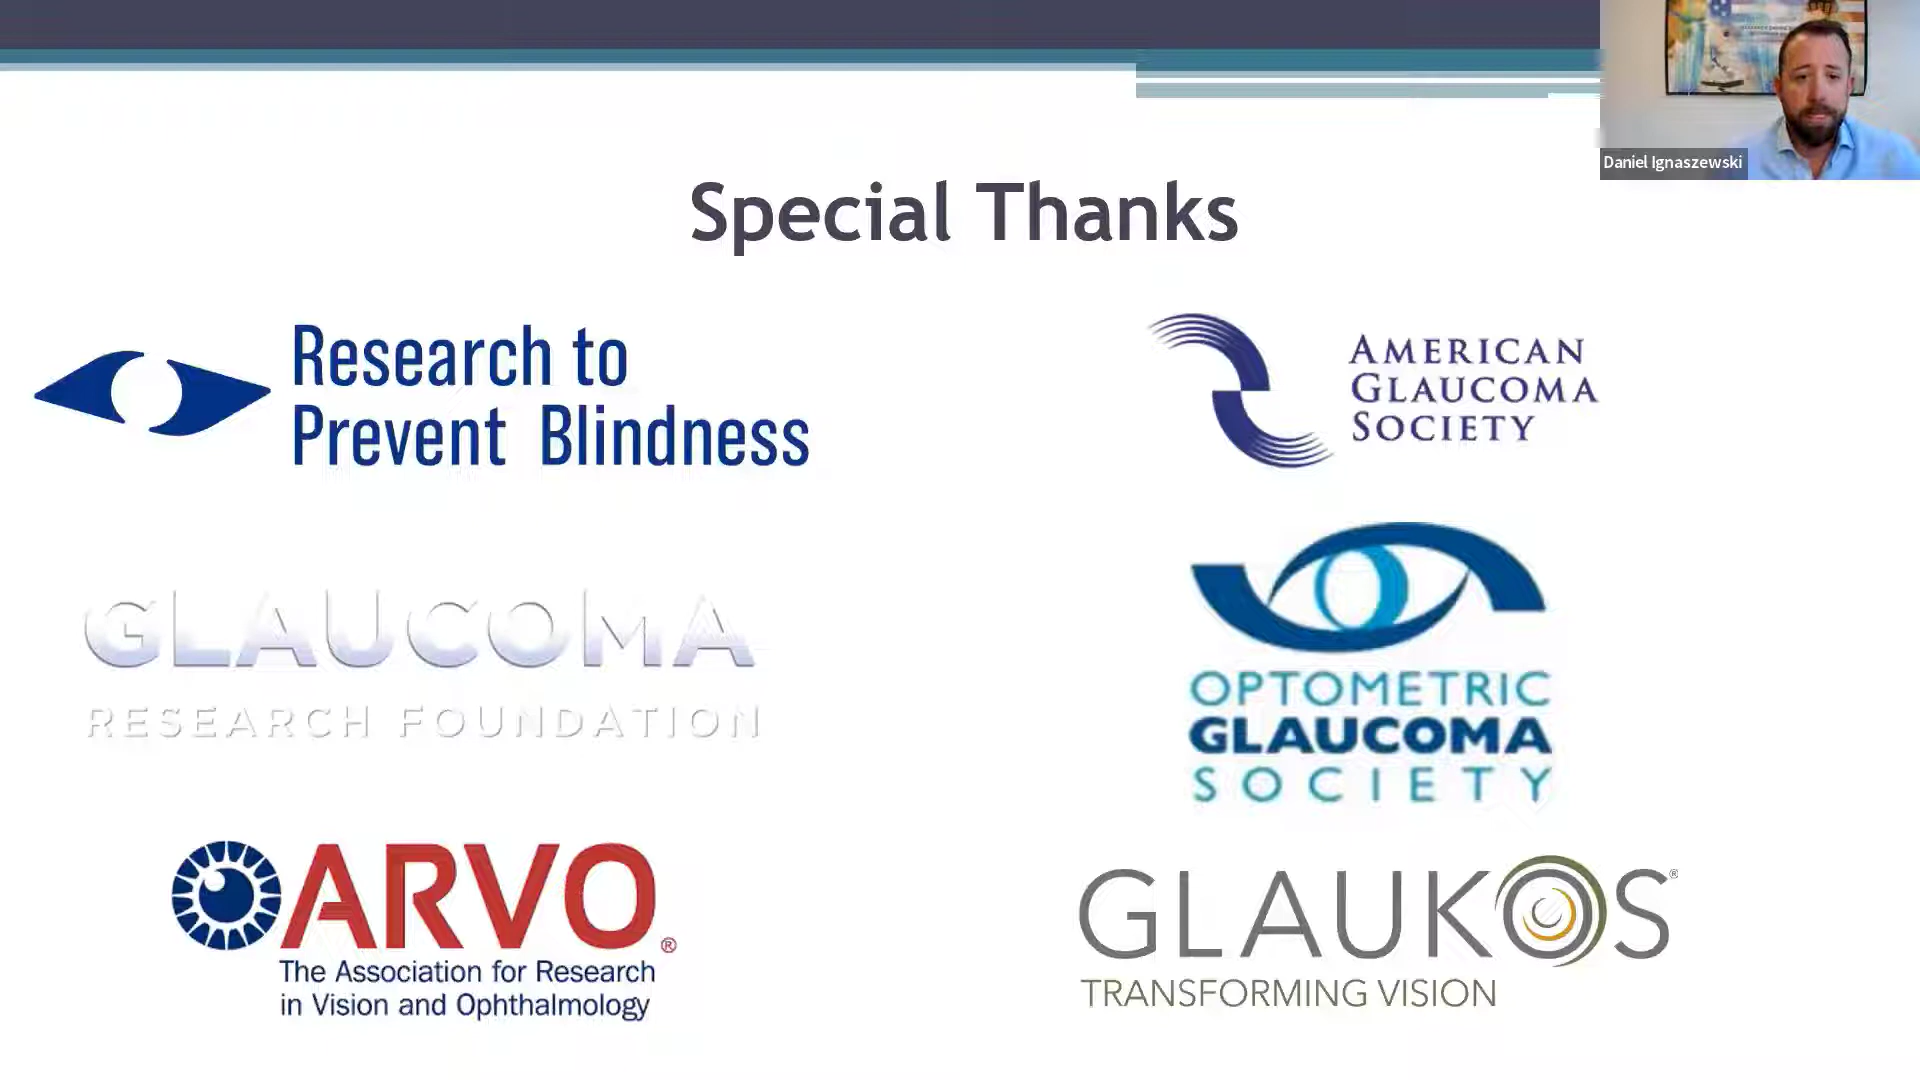 Daniel Ignaszewski
Special Thanks
Research to
Prevent Blindness
AMERICAN
GLAUCOMA
SOCIETY
GLAUCOMA
RESEARCH FOUNDATION
OPTOMETRIC
GLAUCOMA
SOCIETY
ARVO®
The Association for Research
in Vision and Ophthalmology
GLAUKOS®
TRANSFORMING VISION